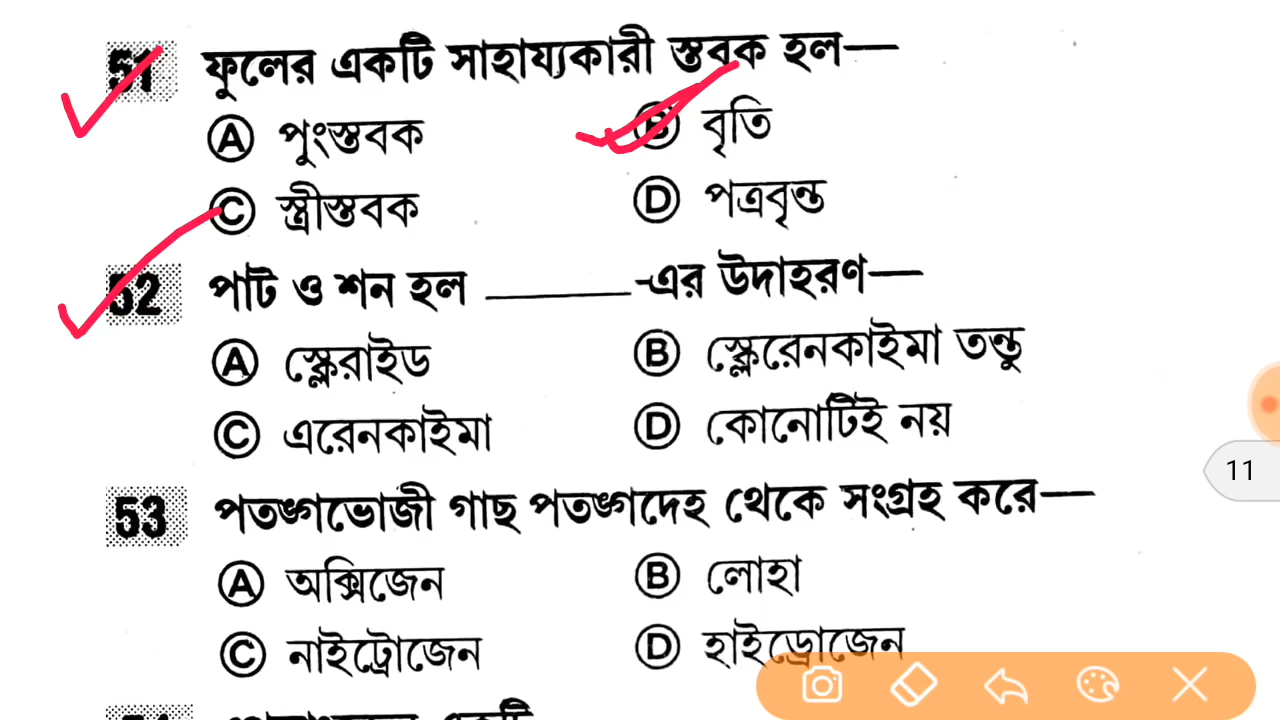 51 ফুলের একটি সাহায্যকারী স্তবক হল—
Ⓐ পুংস্তবক Ⓑ বৃতি
Ⓒ স্ত্রীস্তবক Ⓓ পত্রবৃন্ত
52 পাট ও শন হল ________-এর উদাহরণ—
Ⓐ স্ক্লেরাইড Ⓑ স্ক্লেরেনকাইমা তন্তু
Ⓒ এরেনকাইমা Ⓓ কোনোটিই নয়
53 পতঙ্গভোজী গাছ পতঙ্গদেহ থেকে সংগ্রহ করে—
Ⓐ অক্সিজেন Ⓑ লোহা
Ⓒ নাইট্রোজেন Ⓓ হাইড্রোজেন
11